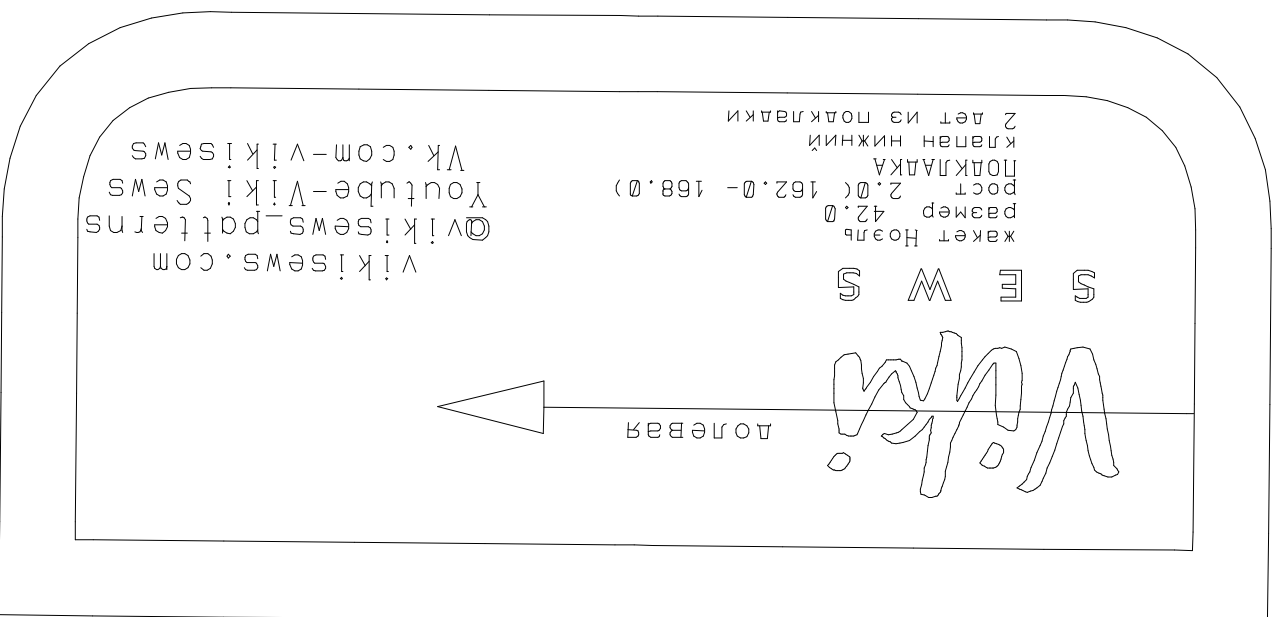 Viki
S E W S
жакет Ноэль
размер 42.0
рост 2.0( 162.0- 168.0)
ПОДКЛАДКА
клапан нижний
2 дет из подкладки
долевая
vikisews.com
@vikisews_patterns
Youtube-Viki Sews
Vk.com-vikisews